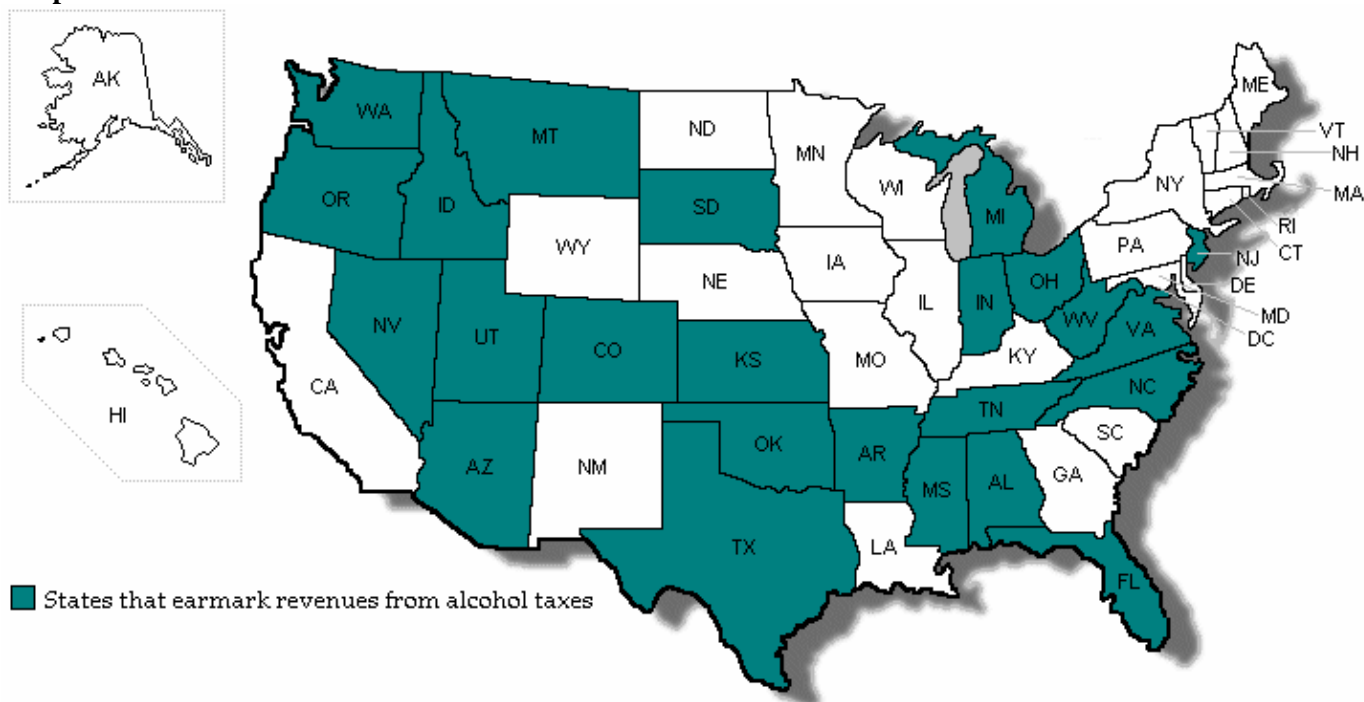 AK
ME
WA
VT
MT
ND
MN
NH
WI
NY
MA
OR
ID
SD
MI
RI
WY
PA
CT
IA
NJ
NE
OH
DE
IL
IN
NV
UT
WV
MD
CO
VA
DC
KS
MO
KY
CA
NC
TN
HI
OK
SC
AZ
NM
AR
GA
MS
AL
TX
LA
FL
States that earmark revenues from alcohol taxes